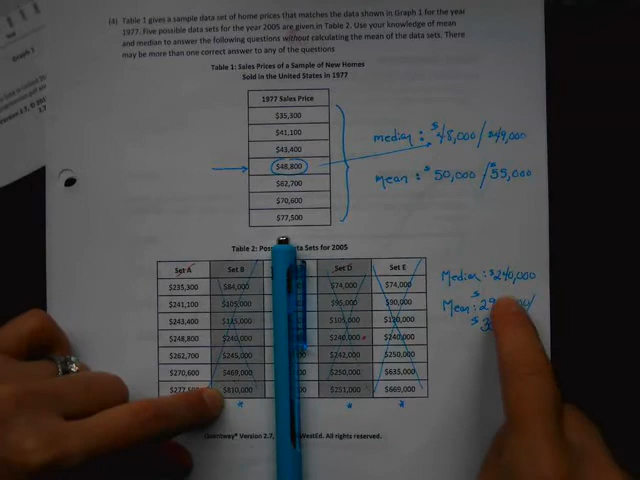 (4) Table 1 gives a sample data set of home prices that matches the data shown in Graph 1 for the year
1977. Five possible data sets for the year 2005 are given in Table 2. Use your knowledge of mean
and median to answer the following questions without calculating the mean of the data sets. There
may be more than one correct answer to any of the questions
Table 1: Sales Prices of a Sample of New Homes
Sold in the United States in 1977
1977 Sales Price
$35,300
$41,100
$43,400
$48,800
$62,700
$70,600
$77,500
median: $48,000/$49,000
Mean: $50,000/$55,000
Table 2: Data Sets for 2005
Set A Set B Set D Set E
$235,300 $84,000 $74,000 $74,000
$241,100 $105,000 $95,000 $90,000
$243,400 $105,000 $120,000
$248,800 $240,000 $240,000 $240,000
$262,700 $245,000 $242,000 $250,000
$270,600 $469,000 $250,000 $635,000
$810,000 $251,000 $669,000
Median: $240,000
Mean:
Version 2.7, WestEd. All rights reserved.